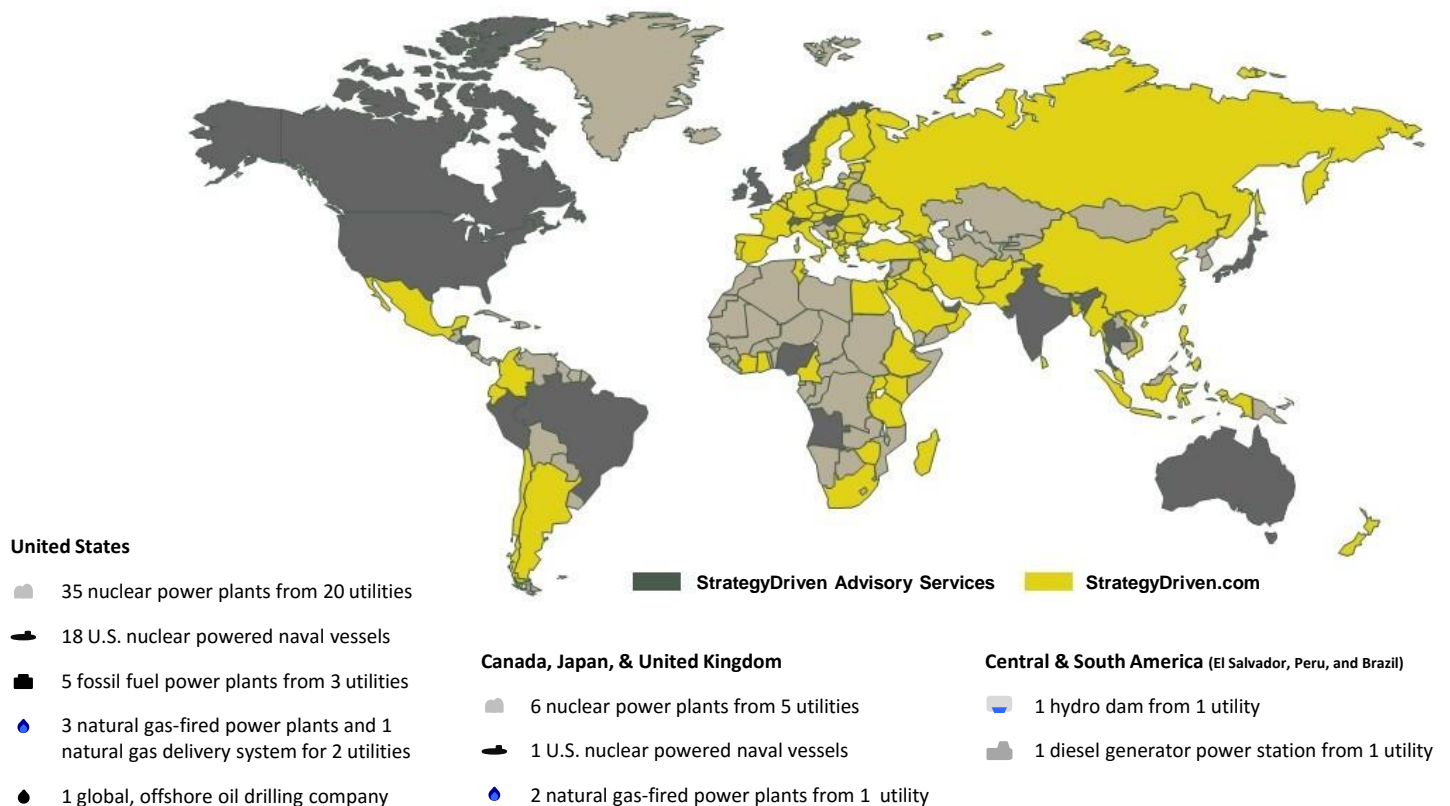 StrategyDriven Advisory Services
StrategyDriven.com
United States
35 nuclear power plants from 20 utilities
18 U.S. nuclear powered naval vessels
5 fossil fuel power plants from 3 utilities
3 natural gas-fired power plants and 1
natural gas delivery system for 2 utilities
1 global, offshore oil drilling company
Canada, Japan, & United Kingdom
6 nuclear power plants from 5 utilities
1 U.S. nuclear powered naval vessels
2 natural gas-fired power plants from 1 utility
Central & South America (El Salvador, Peru, and Brazil)
1 hydro dam from 1 utility
1 diesel generator power station from 1 utility